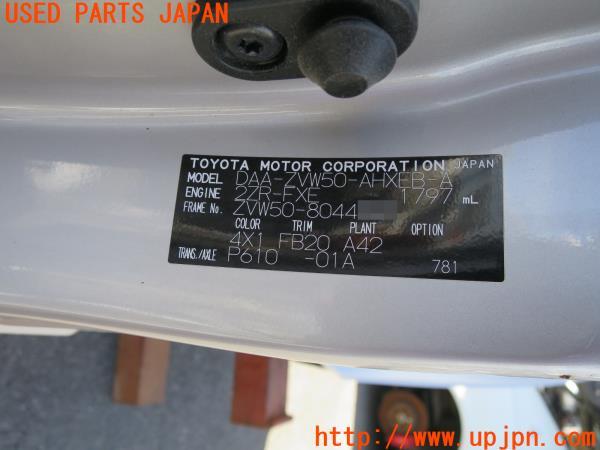 USED PARTS JAPAN
TOYOTA MOTOR CORPORATION JAPAN
MODEL DAA-ZVW50-AHXEB-A
ENGINE 2ZR-FXE 1797 mL
FRAME No. ZVW50-8044
COLOR TRIM PLANT OPTION
4X1 FB20 A42
TRANS./AXLE P610 -01A 781
http://www.upjpn.com/